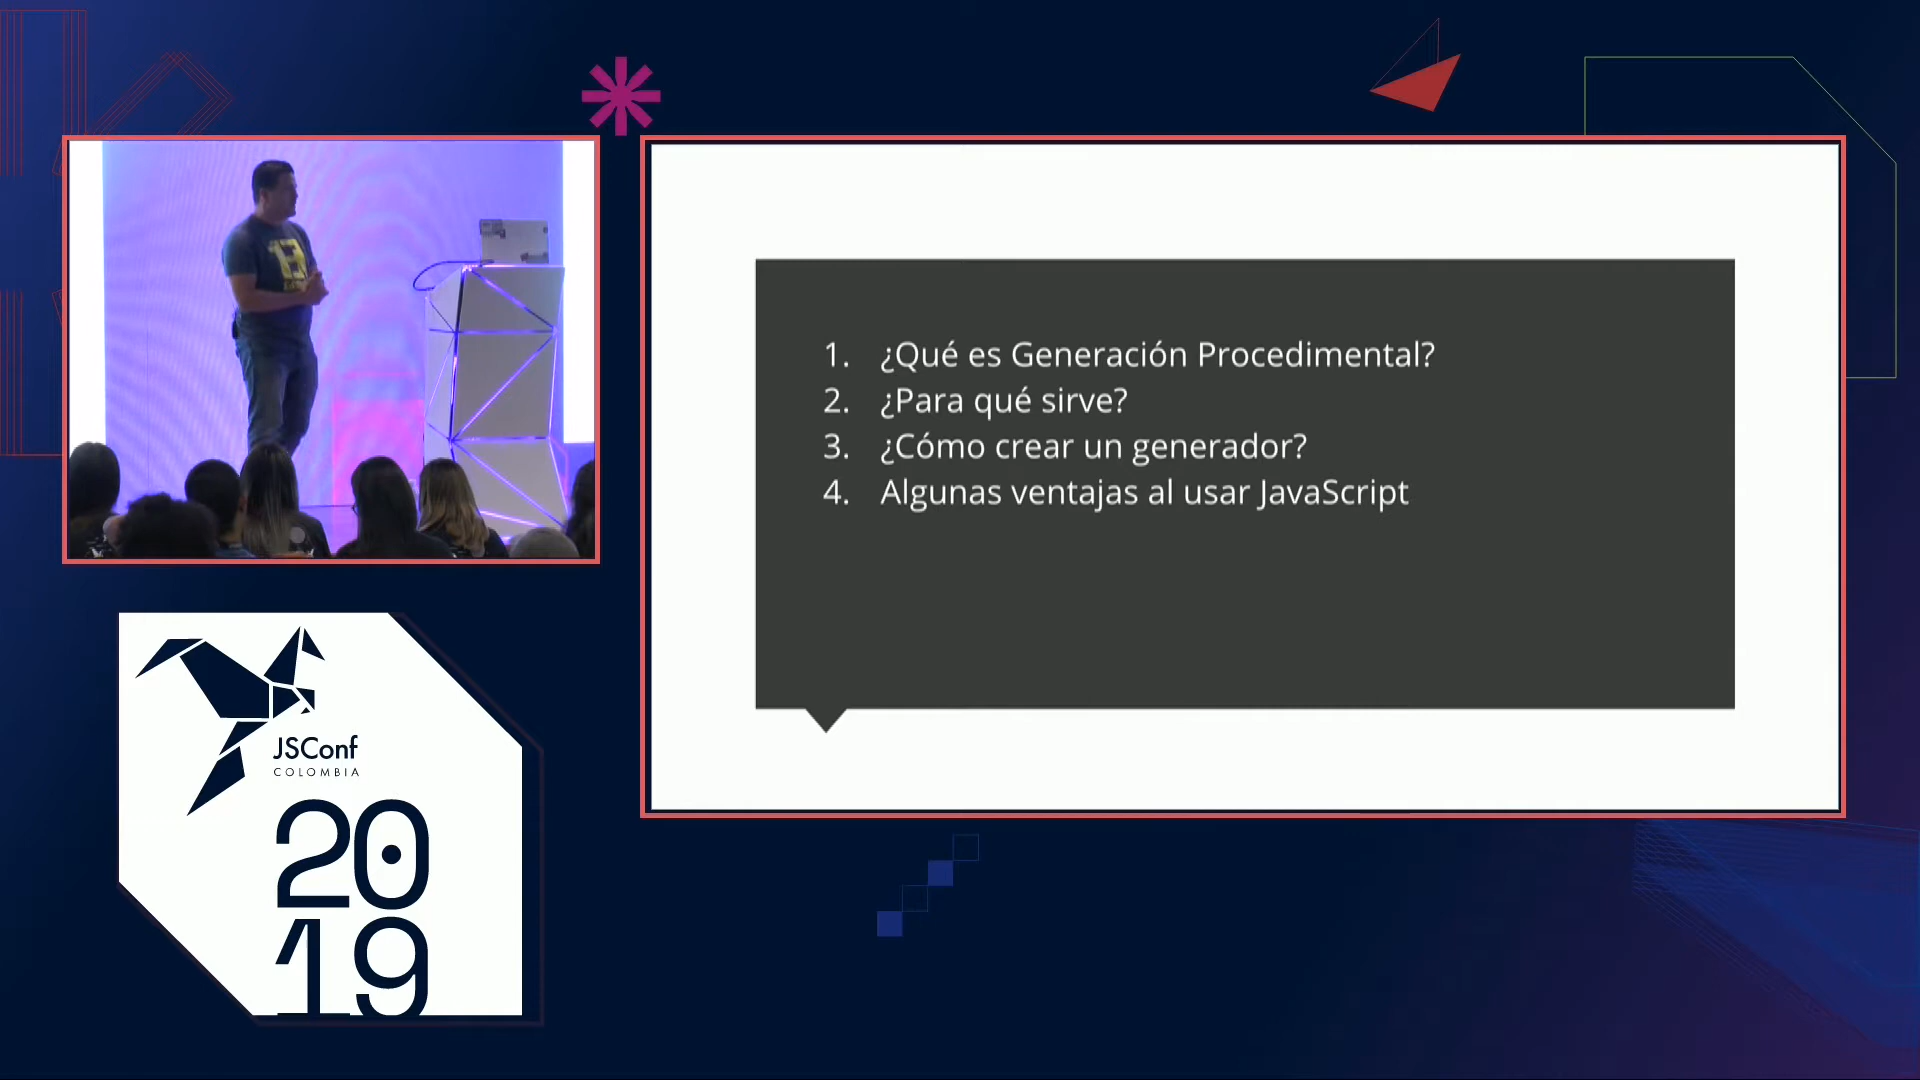 1. ¿Qué es Generación Procedimental?
2. ¿Para qué sirve?
3. ¿Cómo crear un generador?
4. Algunas ventajas al usar JavaScript
JSConf
COLOMBIA
20
19